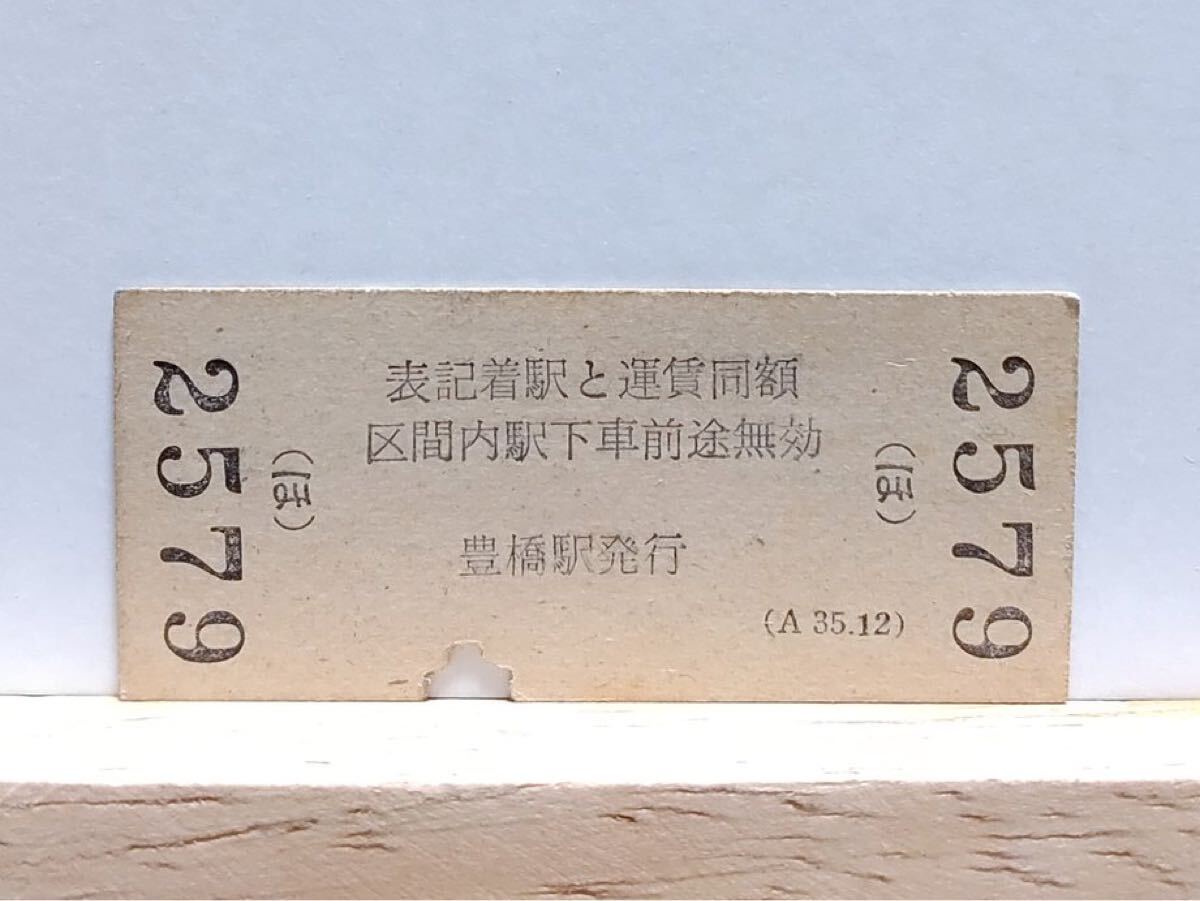 2579
(ほ)
表記着駅と運賃同額
区間内駅下車前途無効
豊橋駅発行
(A 35.12)
(ほ)
2579